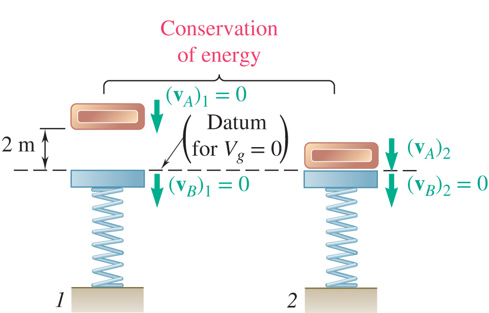 Conservation
of energy
(v_A)_1 = 0
Datum
for V_g = 0
2 m
(v_B)_1 = 0
(v_A)_2
(v_B)_2 = 0
1
2